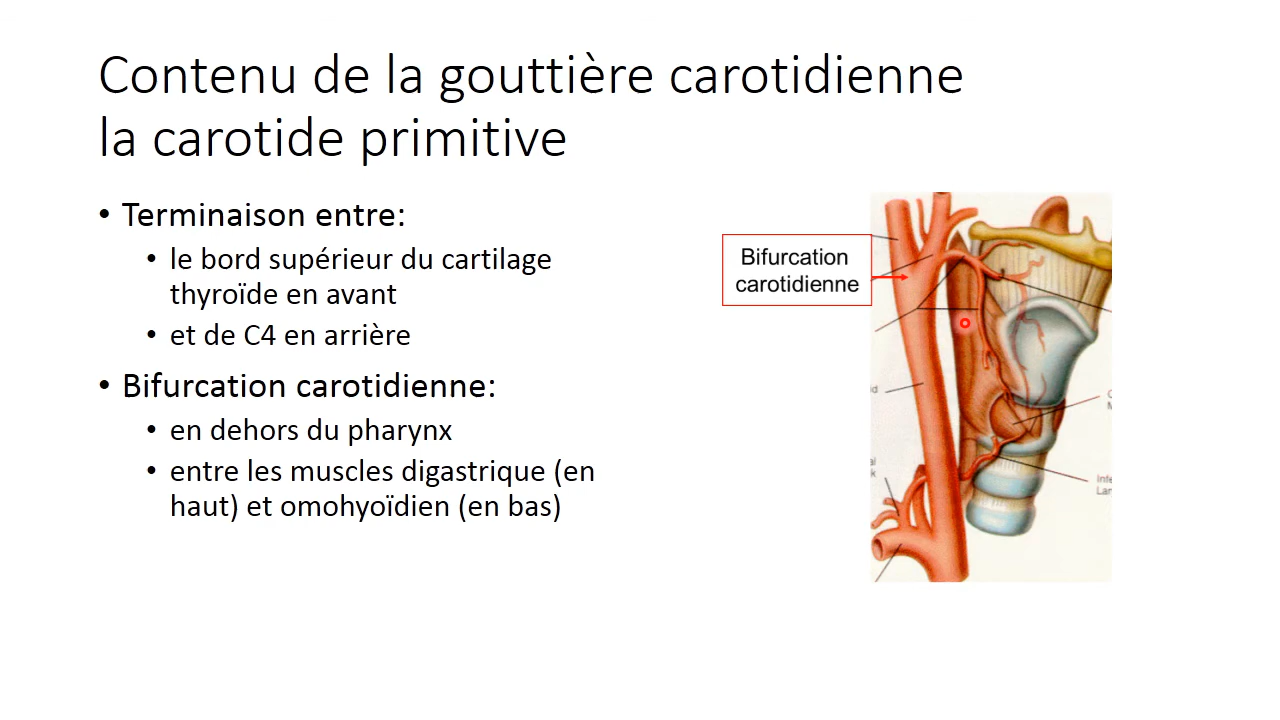 Contenu de la gouttière carotidienne
la carotide primitive
• Terminaison entre:
• le bord supérieur du cartilage
thyroïde en avant
• et de C4 en arrière
• Bifurcation carotidienne:
• en dehors du pharynx
• entre les muscles digastrique (en
haut) et omohyoïdien (en bas)
Bifurcation
carotidienne